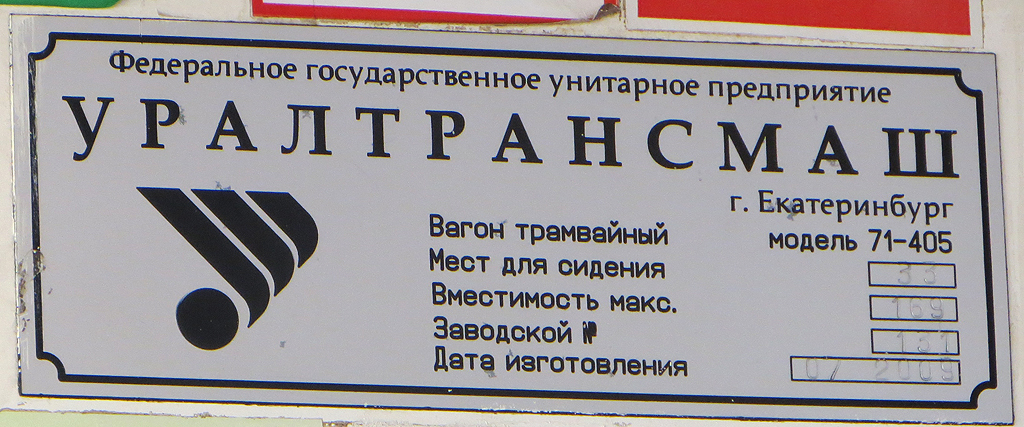 Федеральное государственное унитарное предприятие
УРАЛТРАНСМАШ
г. Екатеринбург
Вагон трамвайный модель 71-405
Мест для сидения 33
Вместимость макс. 169
Заводской № 131
Дата изготовления 07 2009